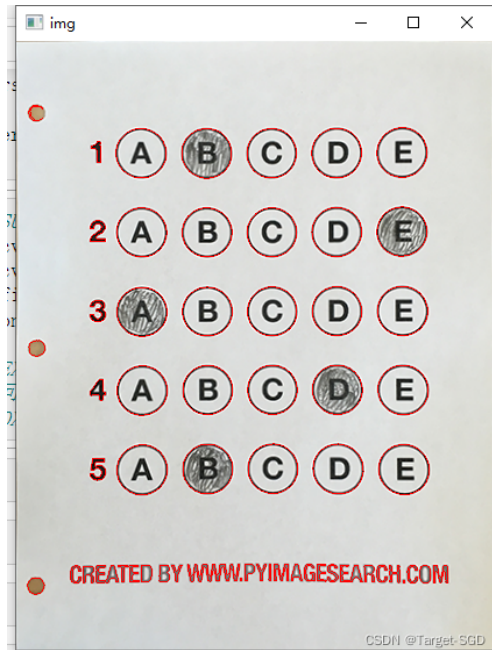 img
1 A B C D E
2 A B C D E
3 A B C D E
4 A B C D E
5 A B C D E
CREATED BY WWW.PYIMAGESEARCH.COM
CSDN @Target-SGD